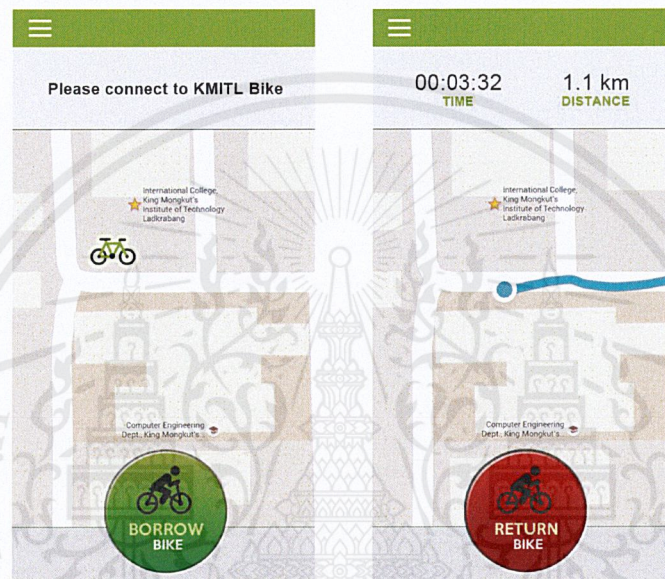 Please connect to KMITL Bike
International College,
King Mongkut's
Institute of Technology
Ladkrabang
Computer Engineering
Dept., King Mongkut's...
BORROW
BIKE
00:03:32
TIME
1.1 km
DISTANCE
International College,
King Mongkut's
Institute of Technology
Ladkrabang
Computer Engineering
Dept., King Mongkut's...
RETURN
BIKE